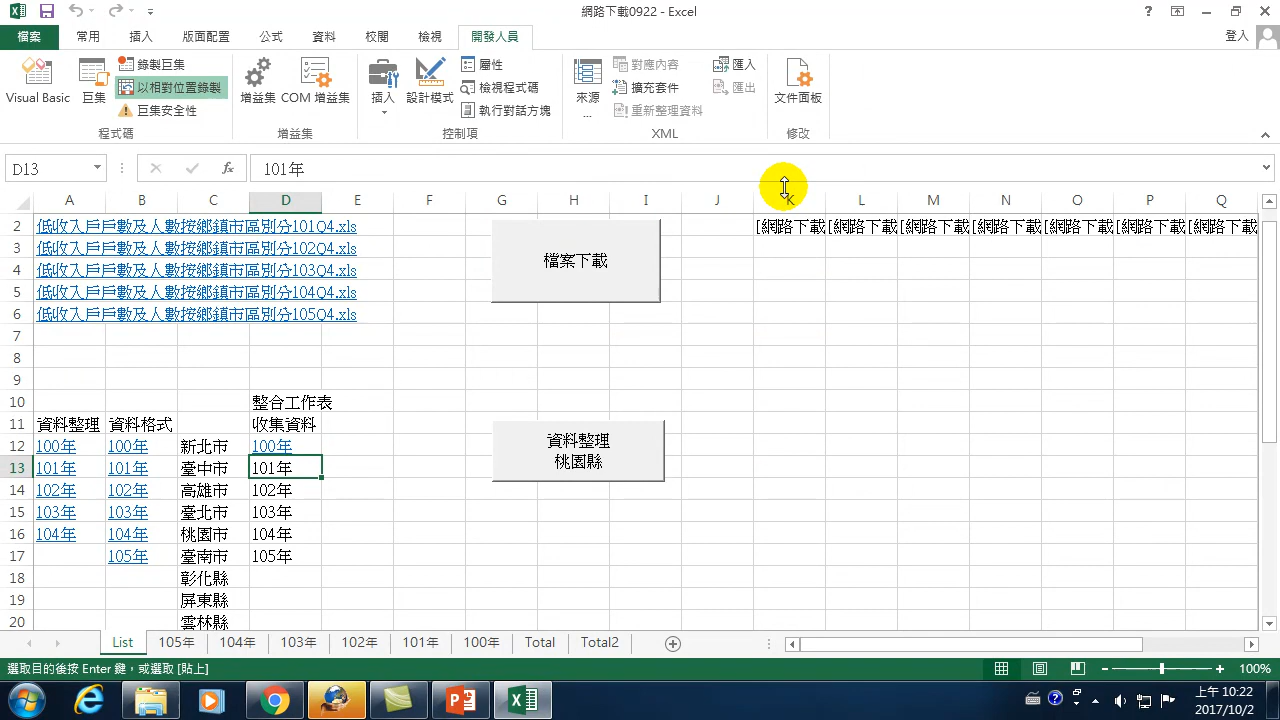 網路下載0922 - Excel
檔案 常用 插入 版面配置 公式 資料 校閱 檢視 開發人員 登入
Visual Basic 巨集 錄製巨集 以相對位置錄製 巨集安全性 增益集 COM 增益集 插入 設計模式 屬性 檢視程式碼 執行對話方塊 來源 ... 對應內容 擴充套件 重新整理資料 匯入 匯出 文件面板
程式碼 增益集 控制項 XML 修改
D13 fx 101年
A B C D E F G H I J K L M N O P Q
2 低收入戶戶數及人數按鄉鎮市區別分101Q4.xls [網路下載 [網路下載 [網路下載 [網路下載 [網路下載 [網路下載 [網路下載
3 低收入戶戶數及人數按鄉鎮市區別分102Q4.xls
4 低收入戶戶數及人數按鄉鎮市區別分103Q4.xls
檔案下載
5 低收入戶戶數及人數按鄉鎮市區別分104Q4.xls
6 低收入戶戶數及人數按鄉鎮市區別分105Q4.xls
7
8
9
10 整合工作表
11 資料整理 資料格式 收集資料
12 100年 100年 新北市 100年
資料整理
桃園縣
13 101年 101年 臺中市 101年
14 102年 102年 高雄市 102年
15 103年 103年 臺北市 103年
16 104年 104年 桃園市 104年
17 105年 臺南市 105年
18 彰化縣
19 屏東縣
20 雲林縣
List 105年 104年 103年 102年 101年 100年 Total Total2
選取目的後按 Enter 鍵，或選取 [貼上] 100%
上午 10:22
2017/10/2